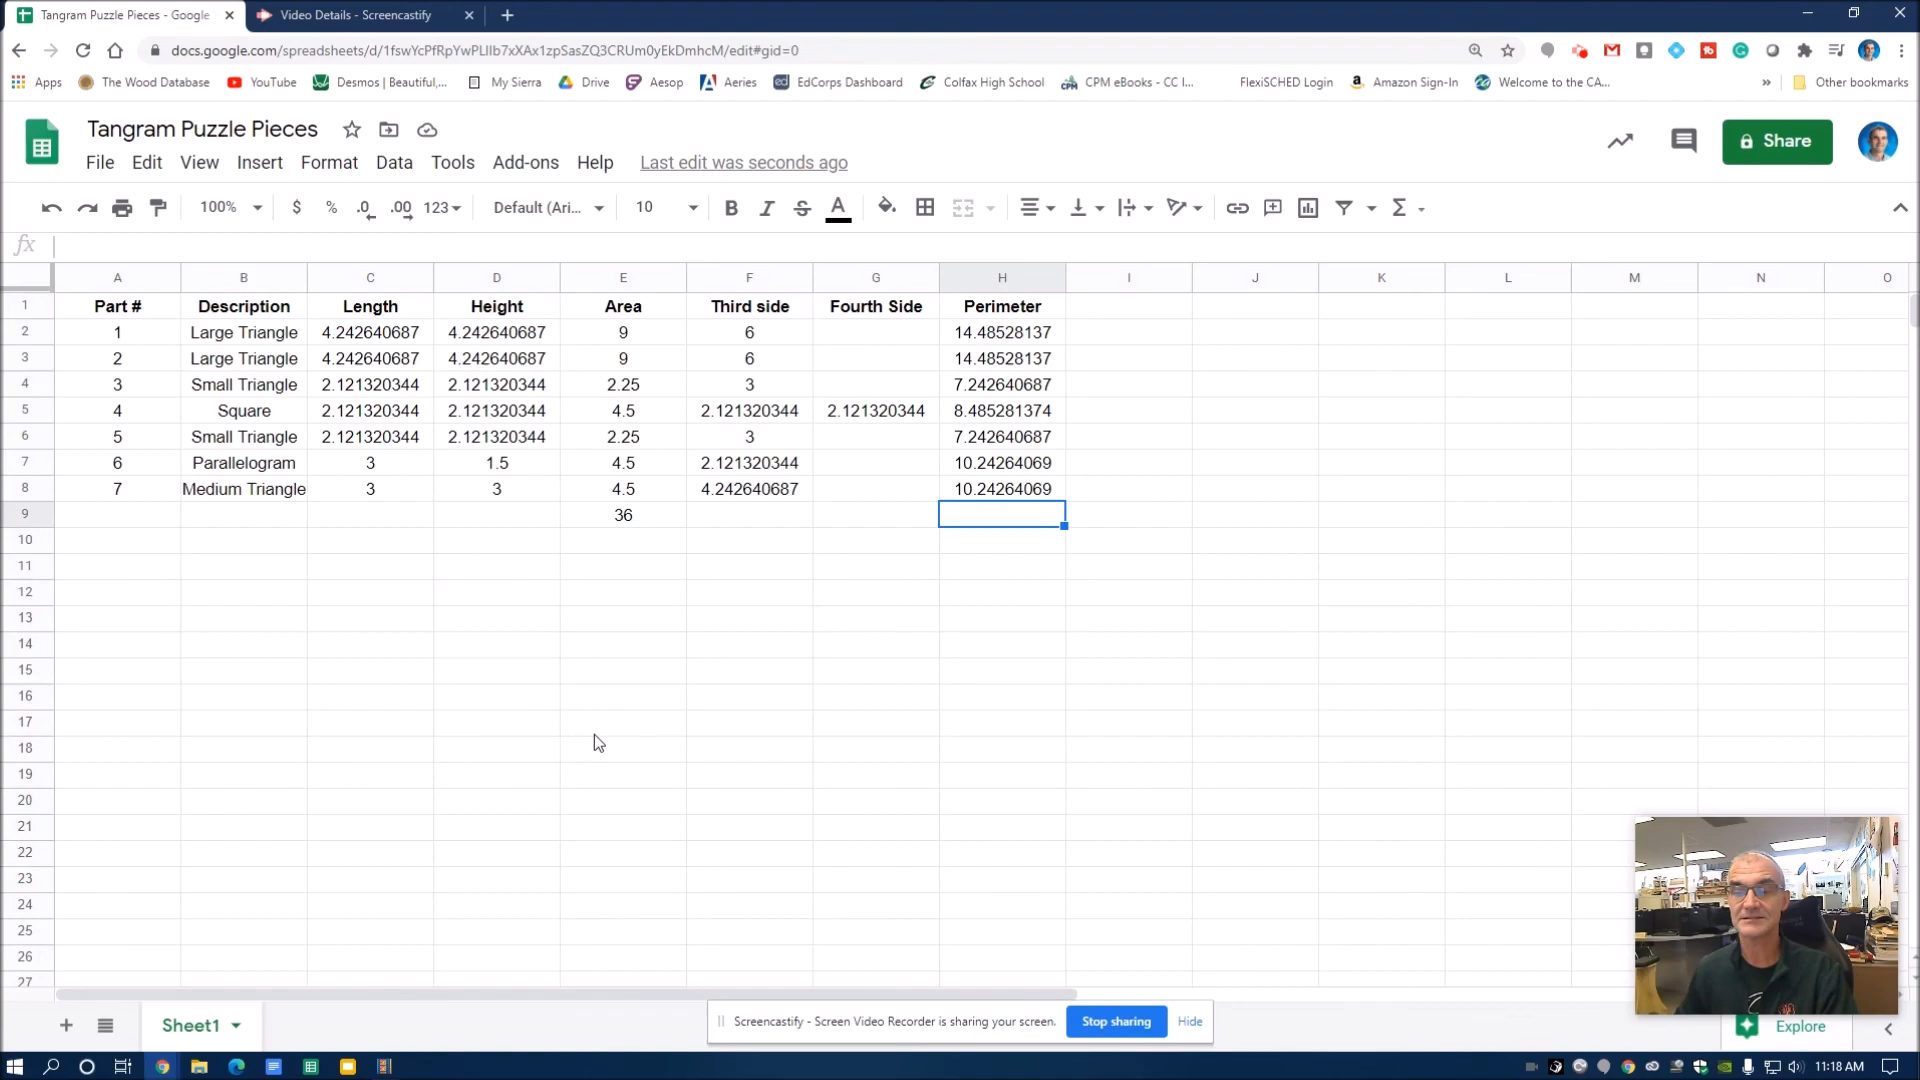 Tangram Puzzle Pieces - Google
Video Details - Screencastify
docs.google.com/spreadsheets/d/1fswYcPfRpYwPLIIb7xXAx1zpSasZQ3CRUm0yEkDmhcM/edit#gid=0
Apps The Wood Database YouTube Desmos | Beautiful,... My Sierra Drive Aesop Aeries EdCorps Dashboard Colfax High School CPM eBooks - CC I... FlexiSCHED Login Amazon Sign-In Welcome to the CA... » Other bookmarks
Tangram Puzzle Pieces
Share
File Edit View Insert Format Data Tools Add-ons Help Last edit was seconds ago
100% $ % .0 .00 123 Default (Ari... 10 B I S A Σ
fx
A B C D E F G H I J K L M N O
1 Part # Description Length Height Area Third side Fourth Side Perimeter
2 1 Large Triangle 4.242640687 4.242640687 9 6 14.48528137
3 2 Large Triangle 4.242640687 4.242640687 9 6 14.48528137
4 3 Small Triangle 2.121320344 2.121320344 2.25 3 7.242640687
5 4 Square 2.121320344 2.121320344 4.5 2.121320344 2.121320344 8.485281374
6 5 Small Triangle 2.121320344 2.121320344 2.25 3 7.242640687
7 6 Parallelogram 3 1.5 4.5 2.121320344 10.24264069
8 7 Medium Triangle 3 3 4.5 4.242640687 10.24264069
9 36
10
11
12
13
14
15
16
17
18
19
20
21
22
23
24
25
26
27
Sheet1
Screencastify - Screen Video Recorder is sharing your screen. Stop sharing Hide
Explore
11:18 AM